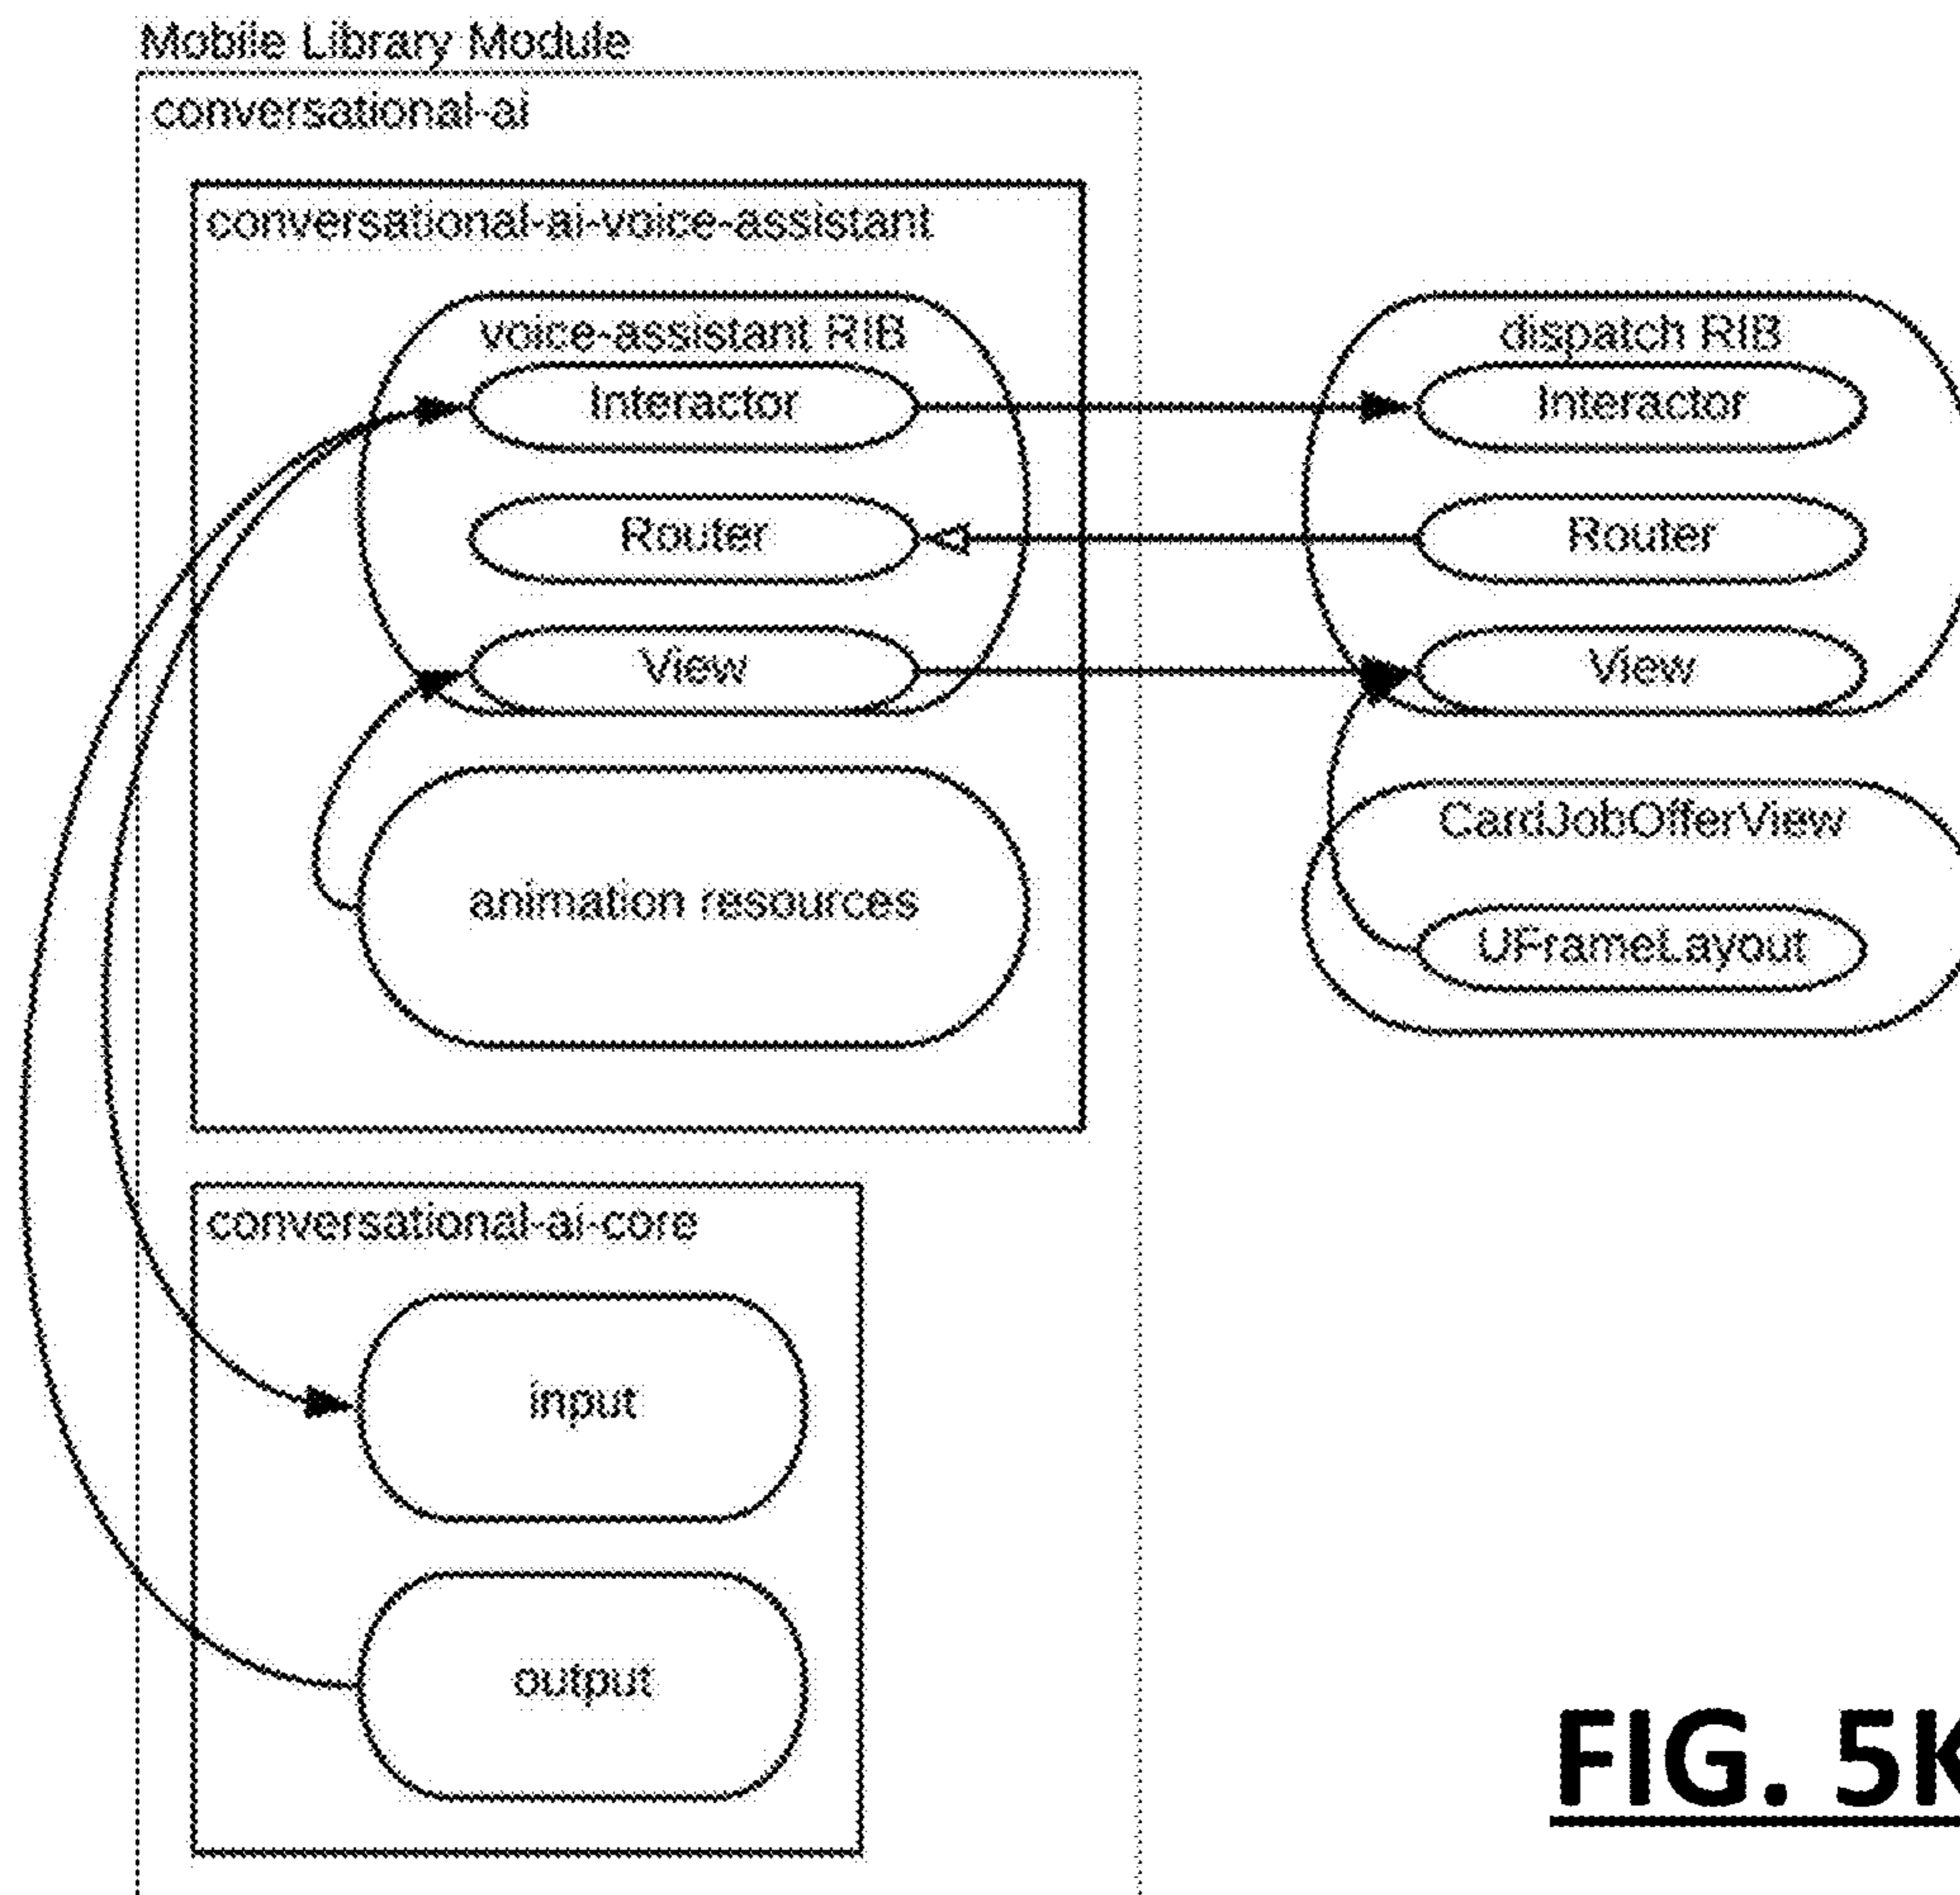 Mobile Library Module
conversational-ai
conversational-ai-voice-assistant
voice-assistant RIB
Interactor
Router
View
animation resources
dispatch RIB
Interactor
Router
View
CardJobOfferView
UFrameLayout
conversational-ai-core
input
output
FIG. 5K